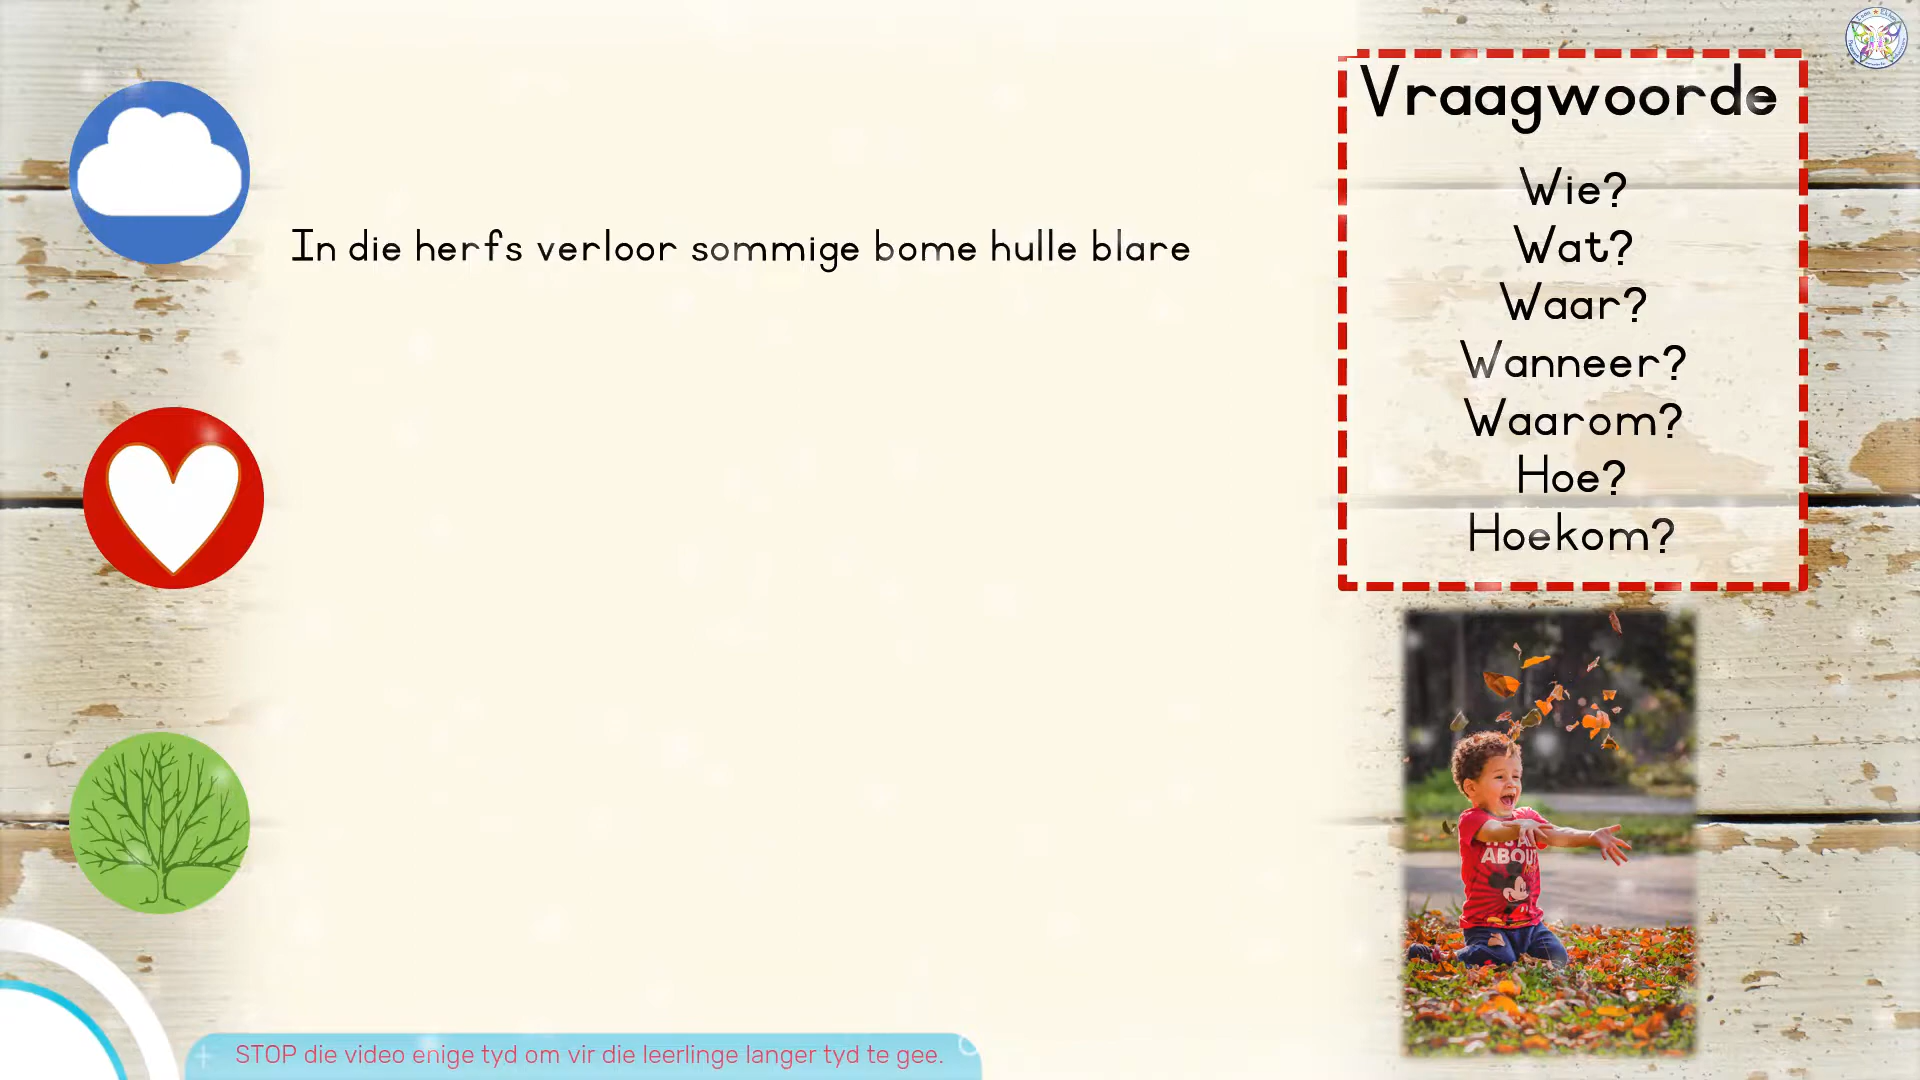 In die herfs verloor sommige bome hulle blare
Vraagwoorde
Wie?
Wat?
Waar?
Wanneer?
Waarom?
Hoe?
Hoekom?
ABOUT
STOP die video enige tyd om vir die leerlinge langer tyd te gee.